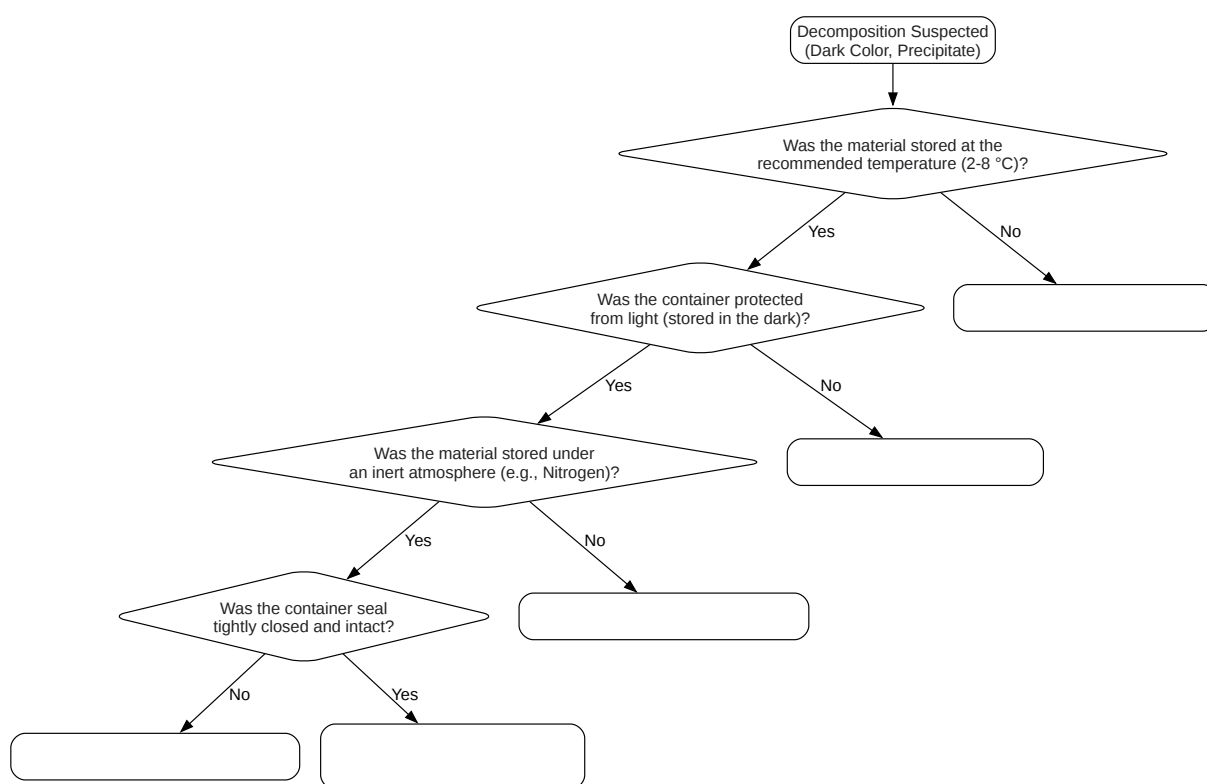 Decomposition Suspected
(Dark Color, Precipitate)
Was the material stored at the
recommended temperature (2-8 °C)?
Yes
No
Was the container protected
from light (stored in the dark)?
Yes
No
Was the material stored under
an inert atmosphere (e.g., Nitrogen)?
Yes
No
Was the container seal
tightly closed and intact?
No
Yes